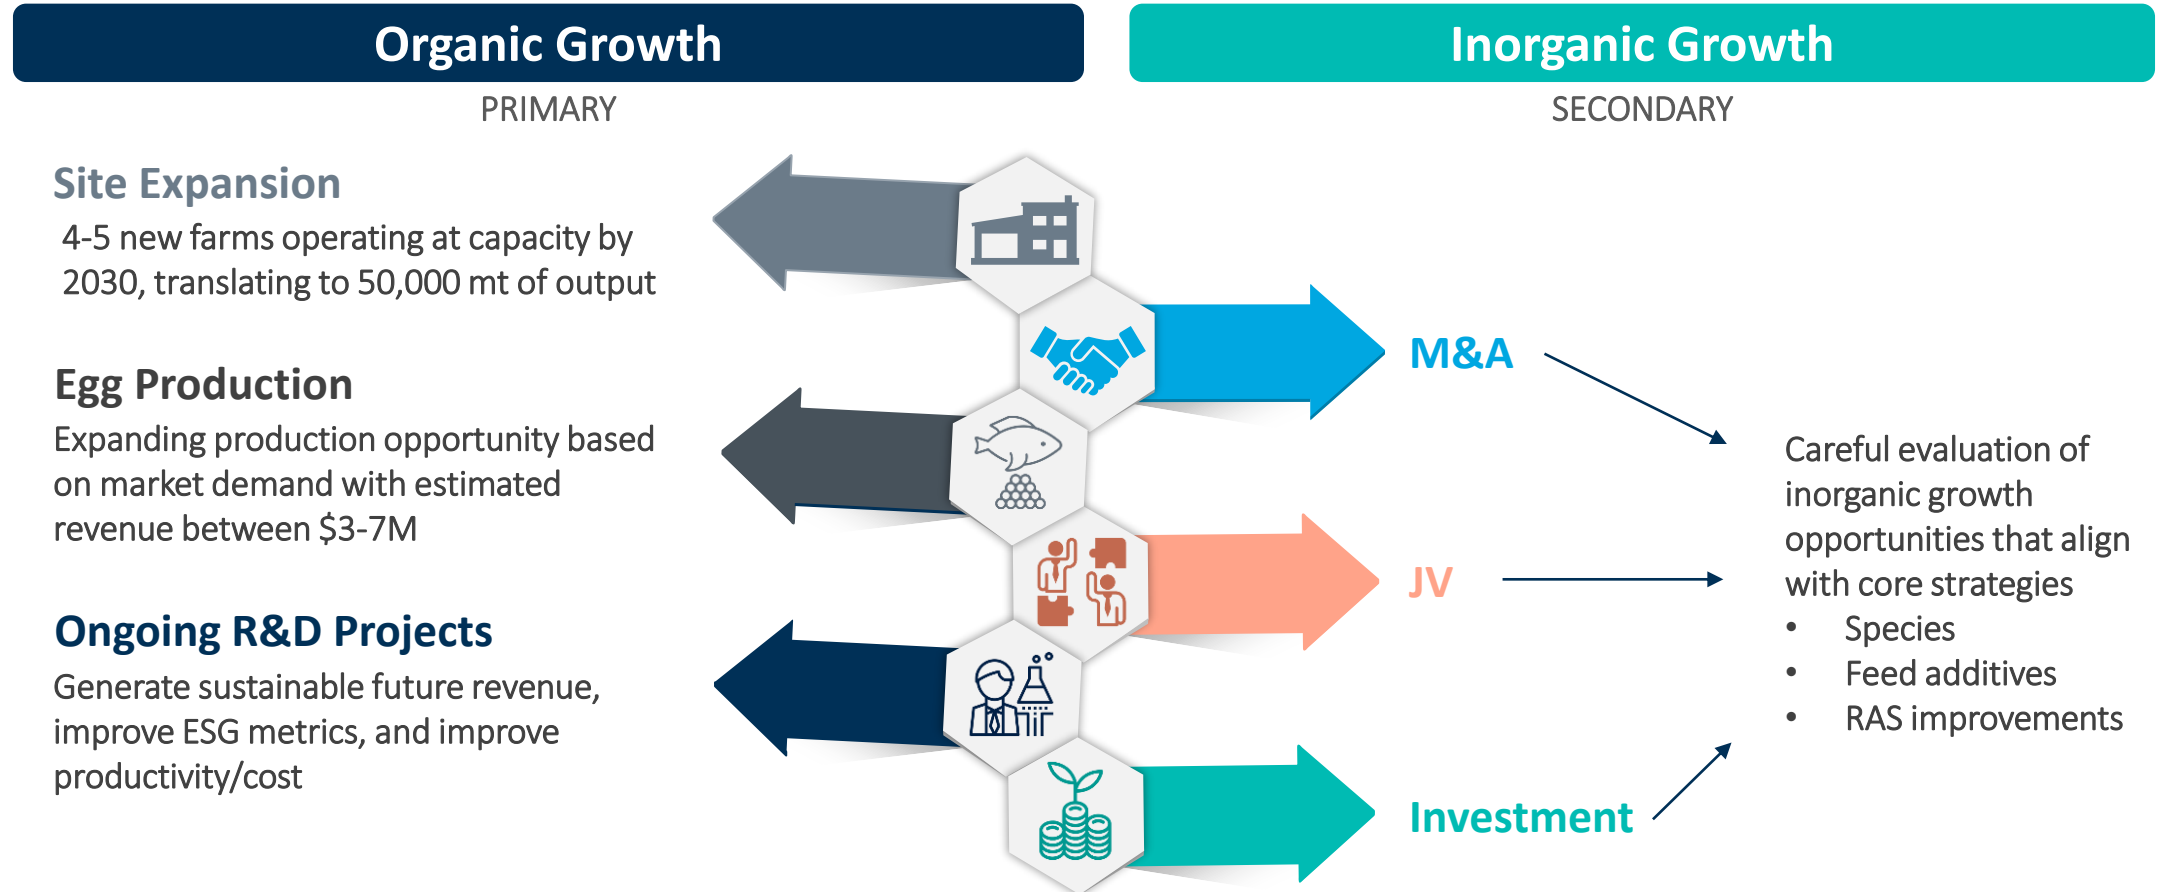 Organic Growth
PRIMARY
Site Expansion
4-5 new farms operating at capacity by
2030, translating to 50,000 mt of output
Egg Production
Expanding production opportunity based
on market demand with estimated
revenue between $3-7M
Ongoing R&D Projects
Generate sustainable future revenue,
improve ESG metrics, and improve
productivity/cost
Inorganic Growth
SECONDARY
M&A
JV
Investment
Careful evaluation of
inorganic growth
opportunities that align
with core strategies
• Species
• Feed additives
• RAS improvements